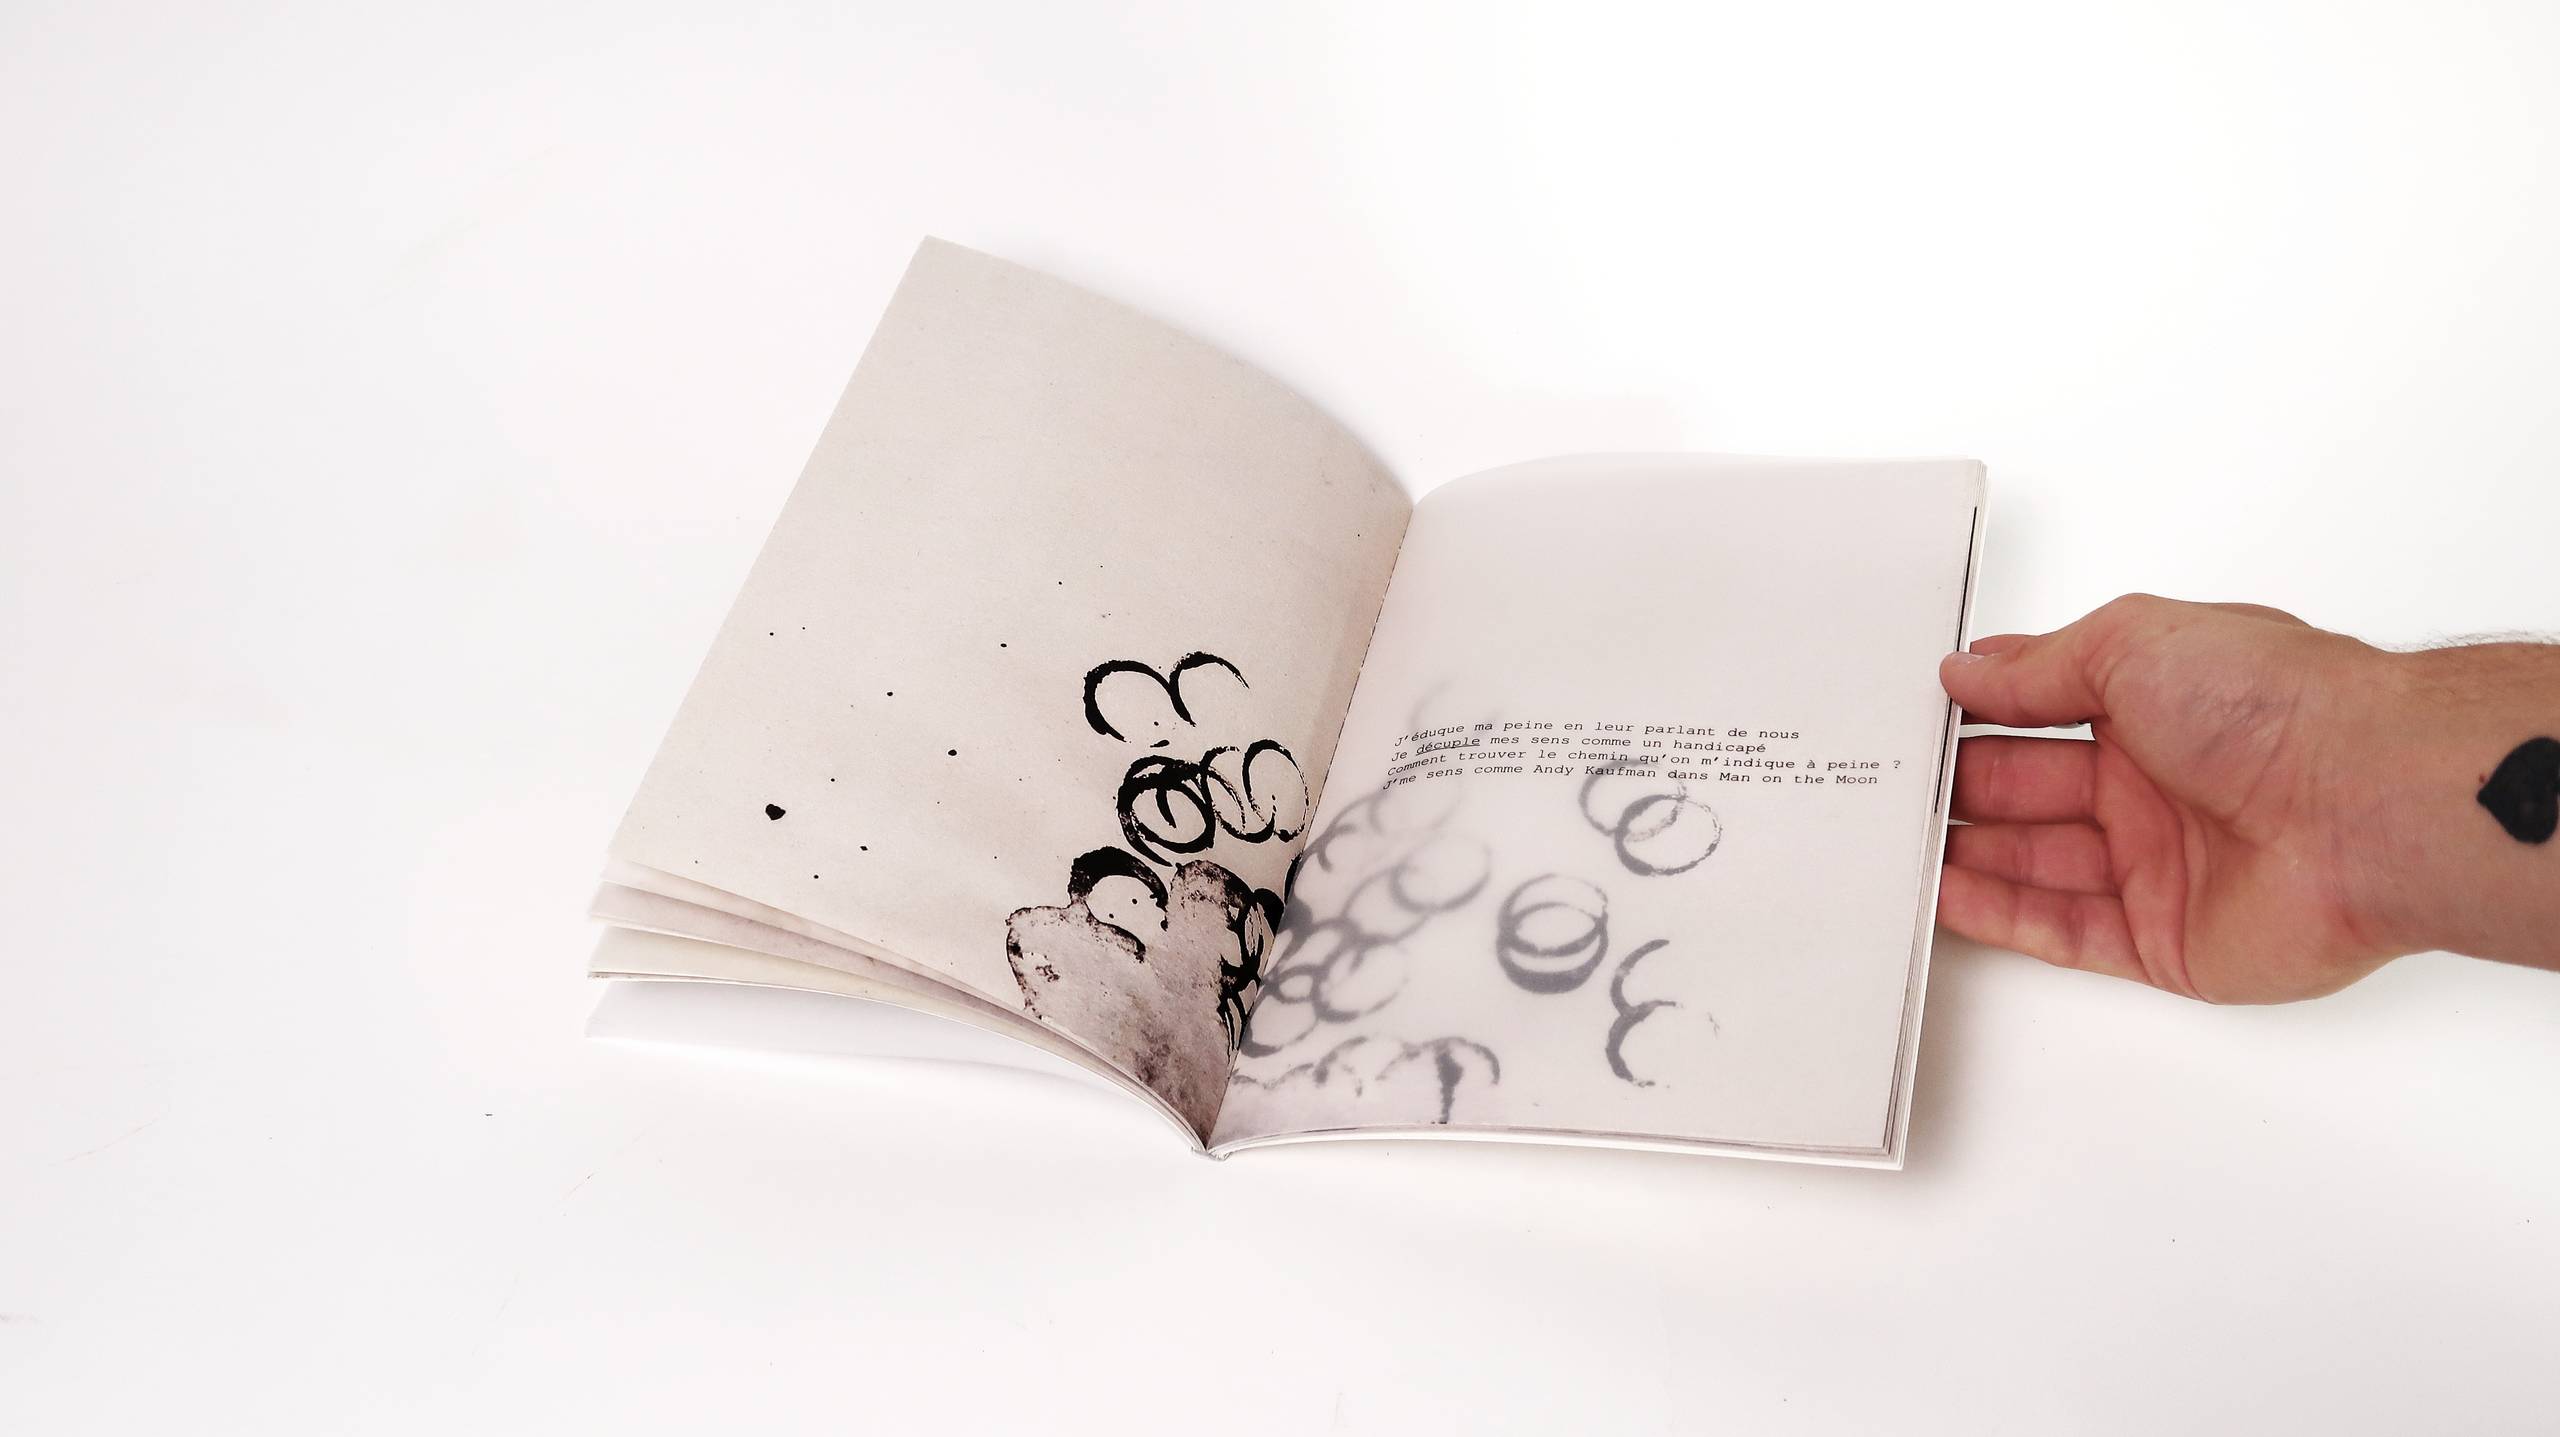 J'éduque ma peine en leur parlant de nous
Je décuple mes sens comme un handicapé
Comment trouver le chemin qu'on m'indique à peine ?
J'me sens comme Andy Kaufman dans Man on the Moon